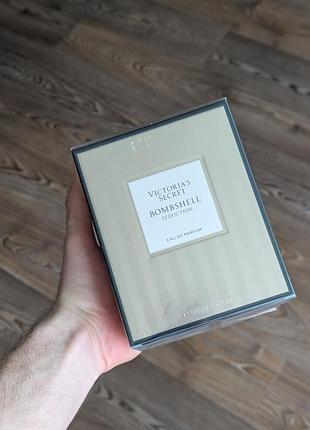 VICTORIA'S
SECRET
BOMBSHELL
SEDUCTION
EAU DE PARFUM
e 100 ml 3.4 fl oz